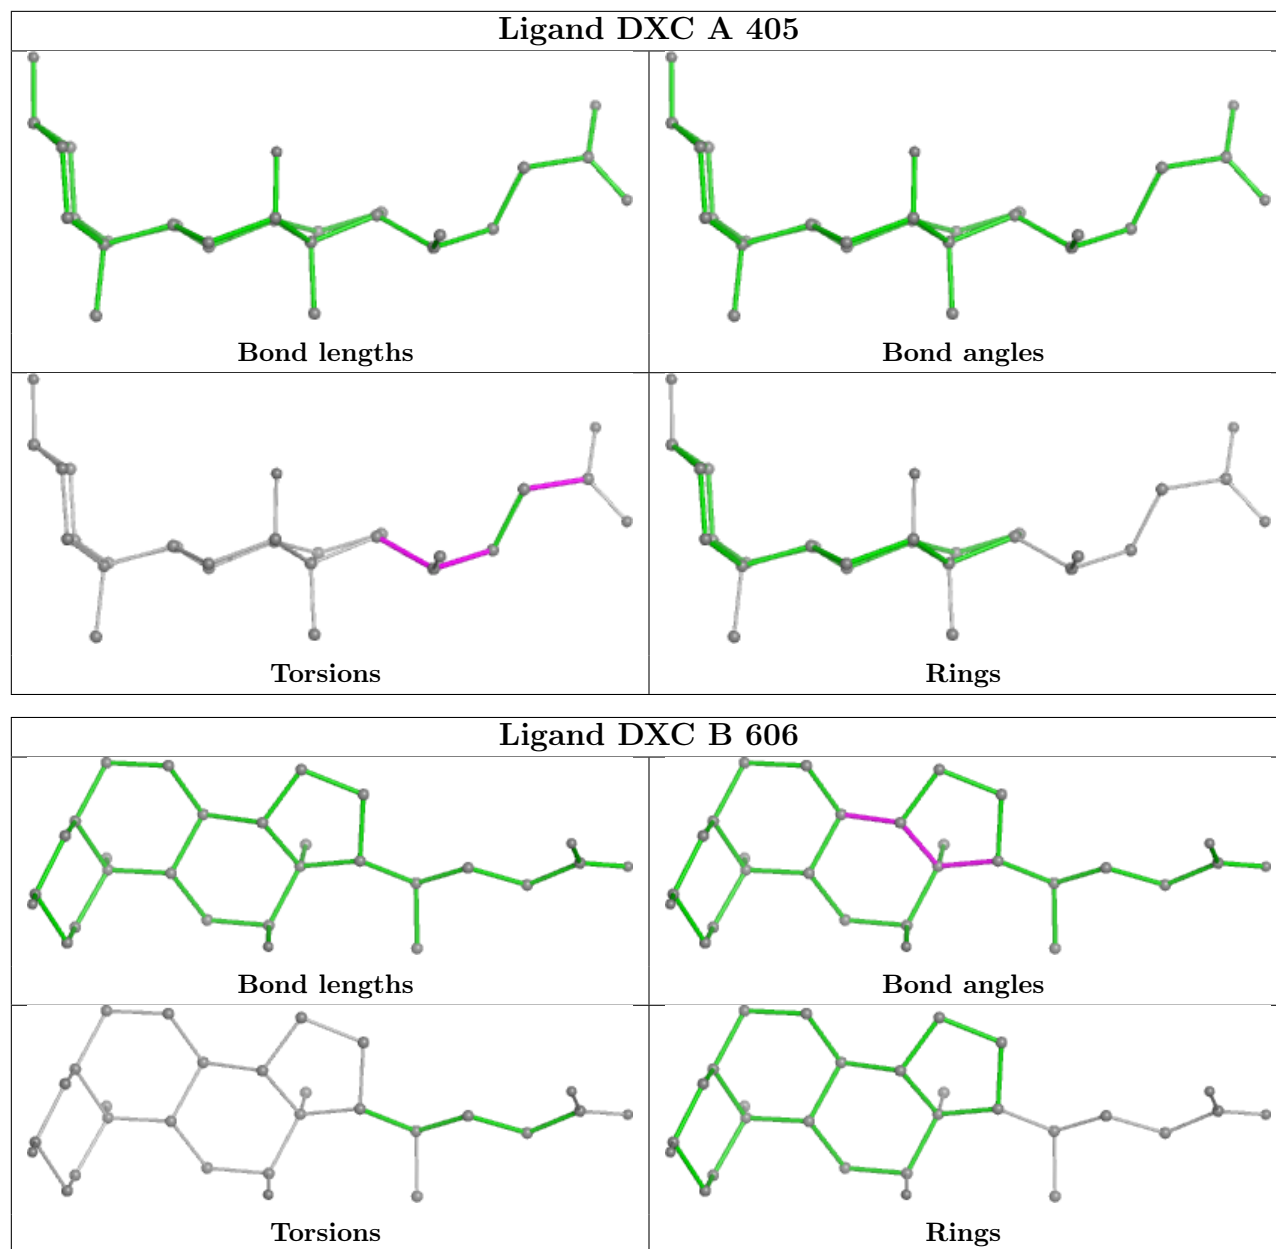 Ligand DXC A 405
Bond lengths
Bond angles
Torsions
Rings
Ligand DXC B 606
Bond lengths
Bond angles
Torsions
Rings